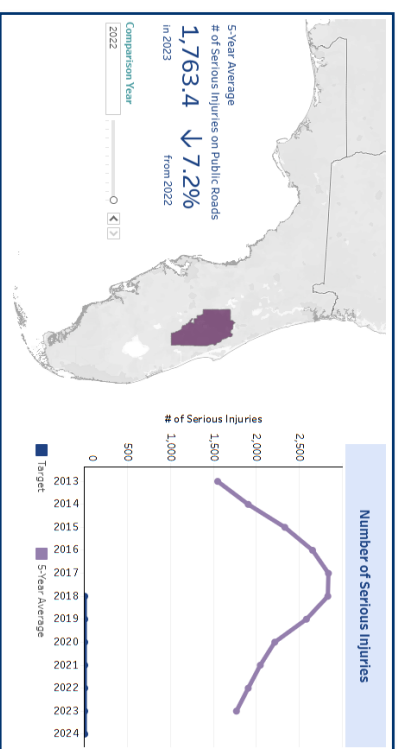 5-Year Average
# of Serious Injuries on Public Roads
1,763.4 ↓ 7.2%
in 2023 from 2022
Comparison Year
2022
Number of Serious Injuries
# of Serious Injuries
2,500
2,000
1,500
1,000
500
0
2013 2014 2015 2016 2017 2018 2019 2020 2021 2022 2023 2024
Target 5-Year Average